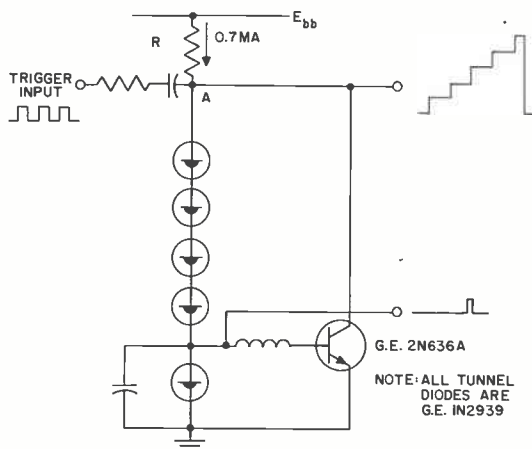 E_bb
R
0.7MA
TRIGGER
INPUT
A
G.E. 2N636A
NOTE: ALL TUNNEL
DIODES ARE
G.E. IN2939